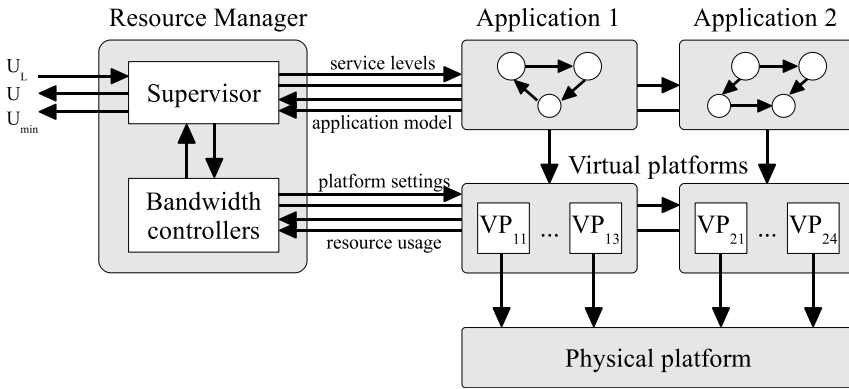 Resource Manager
Application 1
Application 2
U_L
U
U_min
Supervisor
service levels
application model
Virtual platforms
Bandwidth
controllers
platform settings
resource usage
VP_11 ... VP_13
VP_21 ... VP_24
Physical platform